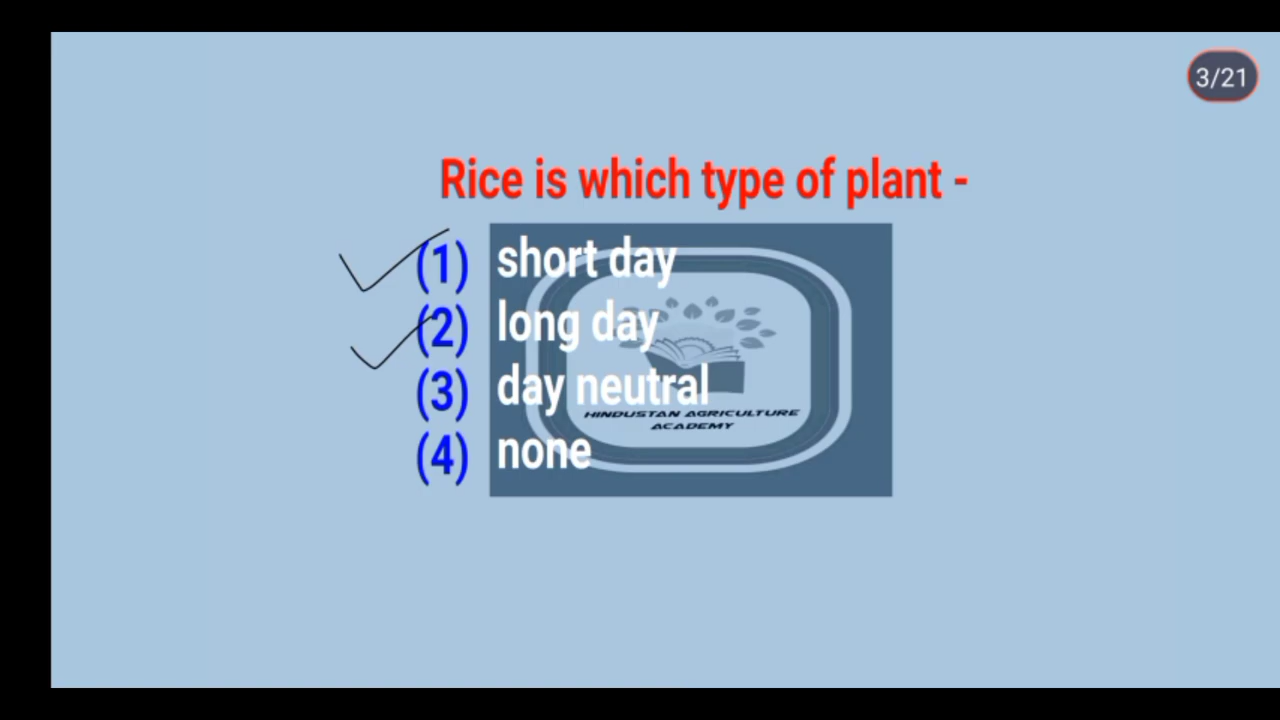 3/21
Rice is which type of plant -
(1) short day
(2) long day
(3) day neutral
HINDUSTAN AGRICULTURE
ACADEMY
(4) none